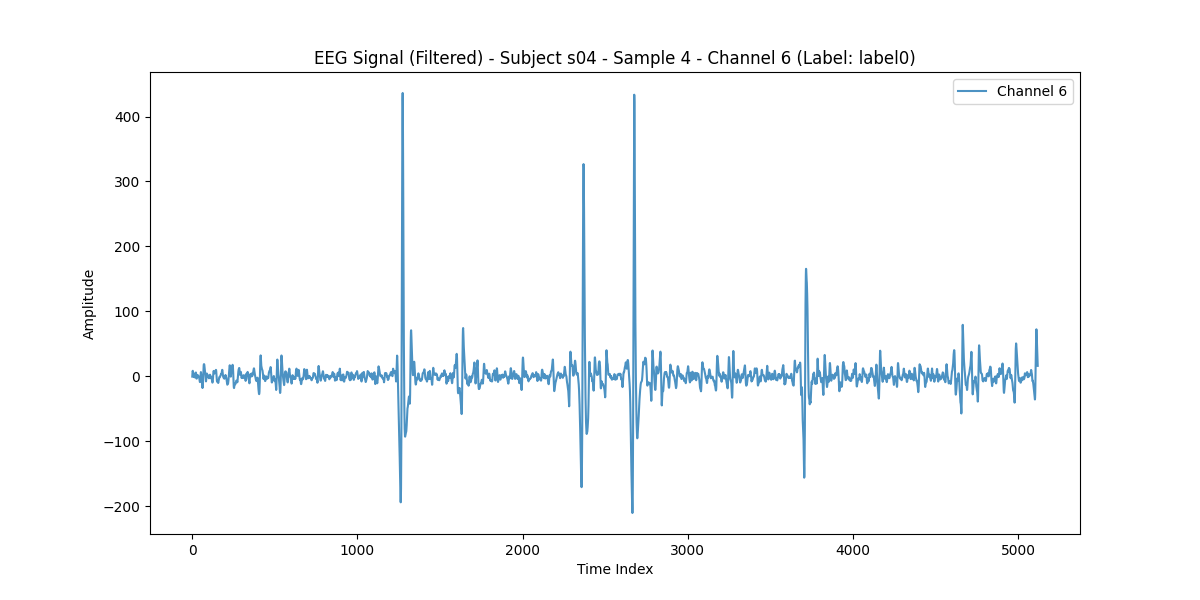 EEG Signal (Filtered) - Subject s04 - Sample 4 - Channel 6 (Label: label0)
Channel 6
400
300
200
100
0
−100
−200
Amplitude
0 1000 2000 3000 4000 5000
Time Index